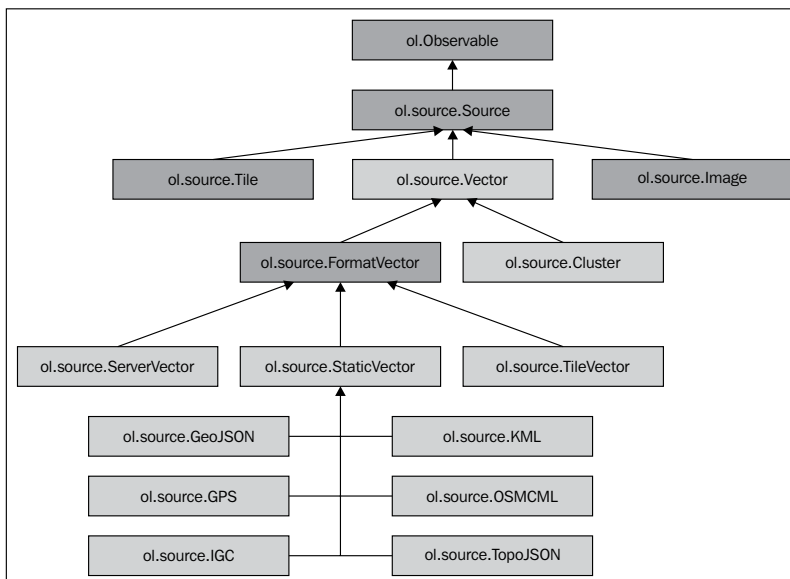 ol.Observable
ol.source.Source
ol.source.Tile
ol.source.Vector
ol.source.Image
ol.source.FormatVector
ol.source.Cluster
ol.source.ServerVector
ol.source.StaticVector
ol.source.TileVector
ol.source.GeoJSON
ol.source.KML
ol.source.GPS
ol.source.OSMCML
ol.source.IGC
ol.source.TopoJSON